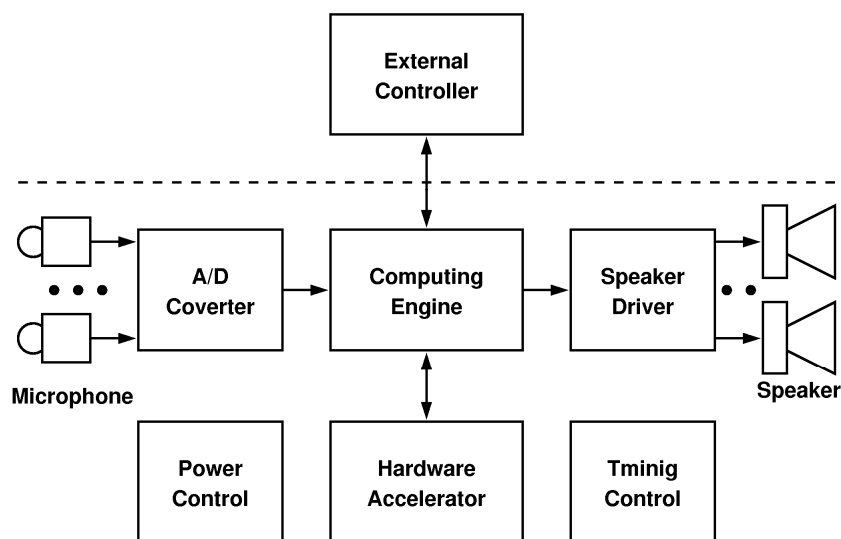 External
Controller
A/D
Coverter
Computing
Engine
Speaker
Driver
Microphone
Speaker
Power
Control
Hardware
Accelerator
Tminig
Control